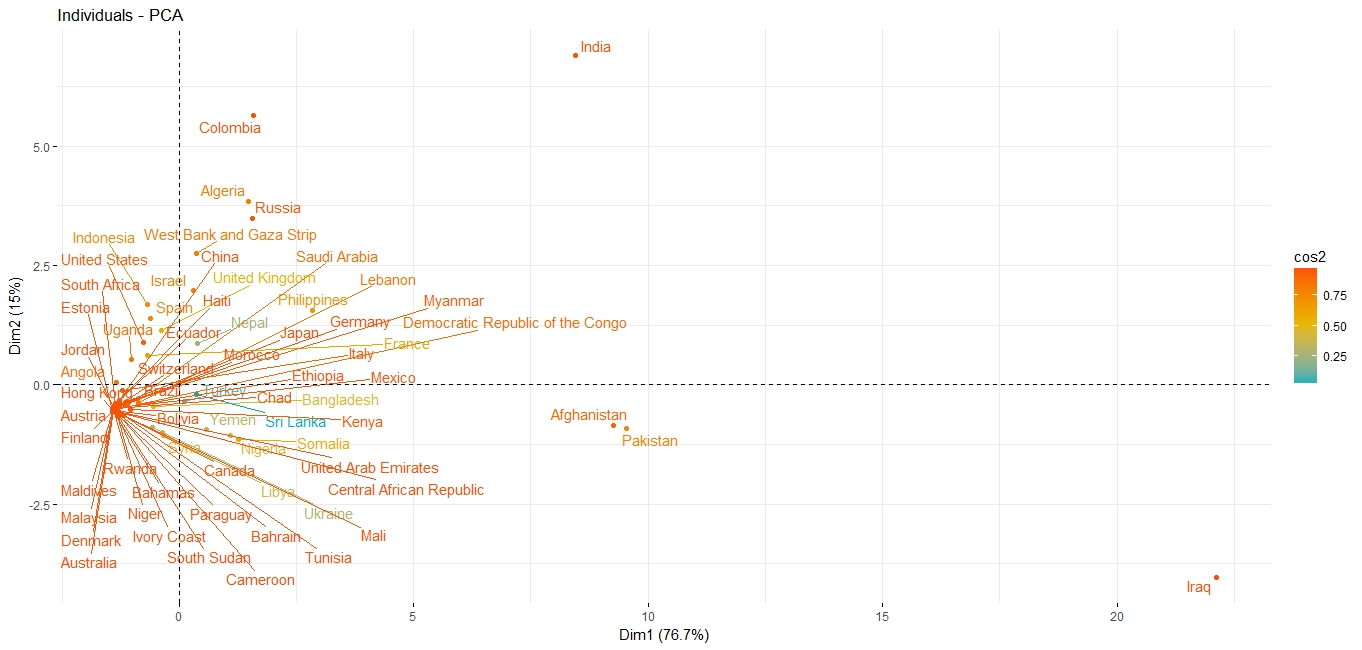 Individuals - PCA
India
Colombia
Algeria
Russia
Indonesia
West Bank and Gaza Strip
United States
China
Saudi Arabia
South Africa
Israel
United Kingdom
Lebanon
Estonia
Spain
Haiti
Philippines
Myanmar
Uganda
Ecuador
Nepal
Japan
Germany
Democratic Republic of the Congo
Jordan
Switzerland
Morocco
Italy
France
Angola
Ethiopia
Mexico
Hong Kong
Brazil
Turkey
Chad
Bangladesh
Austria
Bolivia
Yemen
Sri Lanka
Kenya
Afghanistan
Finland
Syria
Nigeria
Somalia
Pakistan
Rwanda
Canada
United Arab Emirates
Maldives
Bahamas
Libya
Central African Republic
Malaysia
Niger
Paraguay
Ukraine
Denmark
Ivory Coast
Bahrain
Mali
Australia
South Sudan
Tunisia
Cameroon
Iraq
5.0
2.5
0.0
-2.5
Dim2 (15%)
0
5
10
15
20
Dim1 (76.7%)
cos2
0.75
0.50
0.25